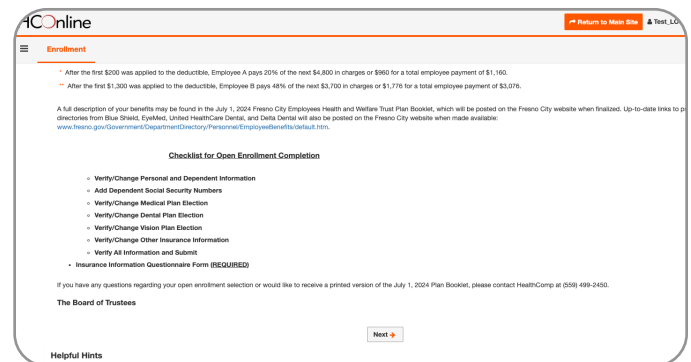 HCOnline
Return to Main Site
Enrollment
* After the first $200 was applied to the deductible, Employee A pays 20% of the next $4,800 in charges or $960 for a total employee payment of $1,160.
** After the first $1,300 was applied to the deductible, Employee B pays 48% of the next $3,700 in charges or $1,776 for a total employee payment of $3,076.
A full description of your benefits may be found in the July 1, 2024 Fresno City Employees Health and Welfare Trust Plan Booklet, which will be posted on the Fresno City website when finalized. Up-to-date links to
directories from Blue Shield, EyeMed, United HealthCare Dental, and Delta Dental will also be posted on the Fresno City website when made available:
www.fresno.gov/Government/DepartmentDirectory/Personnel/EmployeeBenefits/default.htm.
Checklist for Open Enrollment Completion
Verify/Change Personal and Dependent Information
Add Dependent Social Security Numbers
Verify/Change Medical Plan Election
Verify/Change Dental Plan Election
Verify/Change Vision Plan Election
Verify/Change Other Insurance Information
Verify All Information and Submit
Insurance Information Questionnaire Form (REQUIRED)
If you have any questions regarding your open enrollment selection or would like to receive a printed version of the July 1, 2024 Plan Booklet, please contact HealthComp at (559) 499-2450.
The Board of Trustees
Next
Helpful Hints